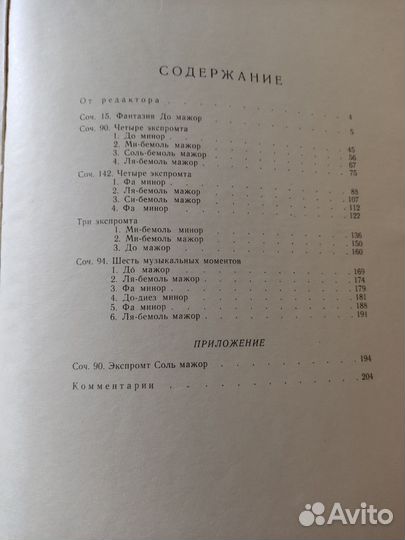 СОДЕРЖАНИЕ
От редактора 4
Соч. 15. Фантазия До мажор 5
Соч. 90. Четыре экспромта
1. До минор 45
2. Ми-бемоль мажор 56
3. Соль-бемоль мажор 67
4. Ля-бемоль мажор 75
Соч. 142. Четыре экспромта
1. Фа минор 88
2. Ля-бемоль мажор 107
3. Си-бемоль мажор 112
4. Фа минор 122
Три экспромта
1. Ми-бемоль минор 136
2. Ми-бемоль мажор 150
3. До мажор 160
Соч. 94. Шесть музыкальных моментов
1. До мажор 169
2. Ля-бемоль мажор 174
3. Фа минор 179
4. До-диез минор 181
5. Фа минор 188
6. Ля-бемоль мажор 191
ПРИЛОЖЕНИЕ
Соч. 90. Экспромт Соль мажор 194
Комментарии 204
Avito